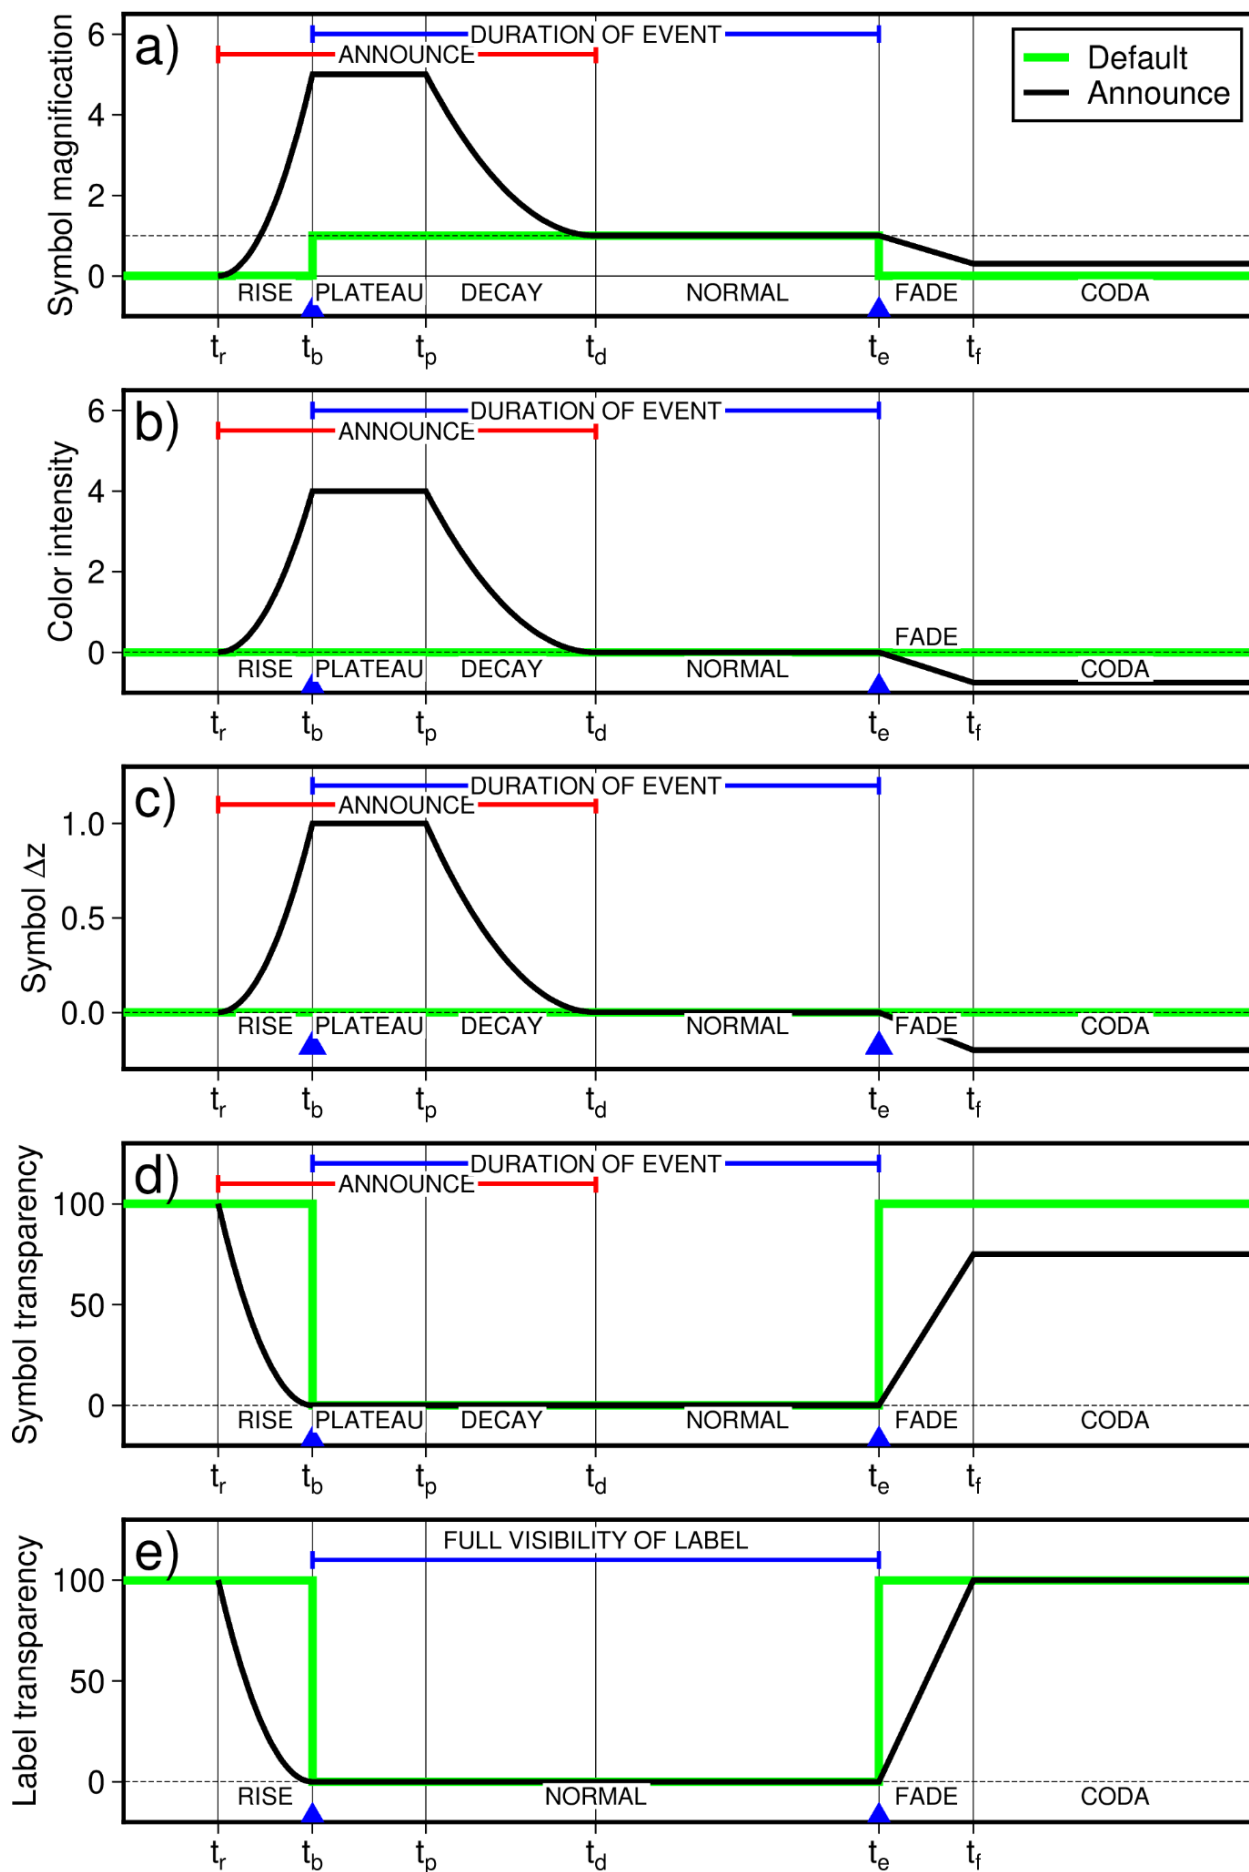 a)
DURATION OF EVENT
ANNOUNCE
Default
Announce
Symbol magnification
6
4
2
0
RISE PLATEAU DECAY NORMAL FADE CODA
tr tb tp td te tf
b)
DURATION OF EVENT
ANNOUNCE
Color intensity
6
4
2
0
FADE
RISE PLATEAU DECAY NORMAL CODA
tr tb tp td te tf
c)
DURATION OF EVENT
ANNOUNCE
Symbol Δz
1.0
0.5
0.0
RISE PLATEAU DECAY NORMAL FADE CODA
tr tb tp td te tf
d)
DURATION OF EVENT
ANNOUNCE
Symbol transparency
100
50
0
RISE PLATEAU DECAY NORMAL FADE CODA
tr tb tp td te tf
e)
FULL VISIBILITY OF LABEL
Label transparency
100
50
0
RISE NORMAL FADE CODA
tr tb tp td te tf